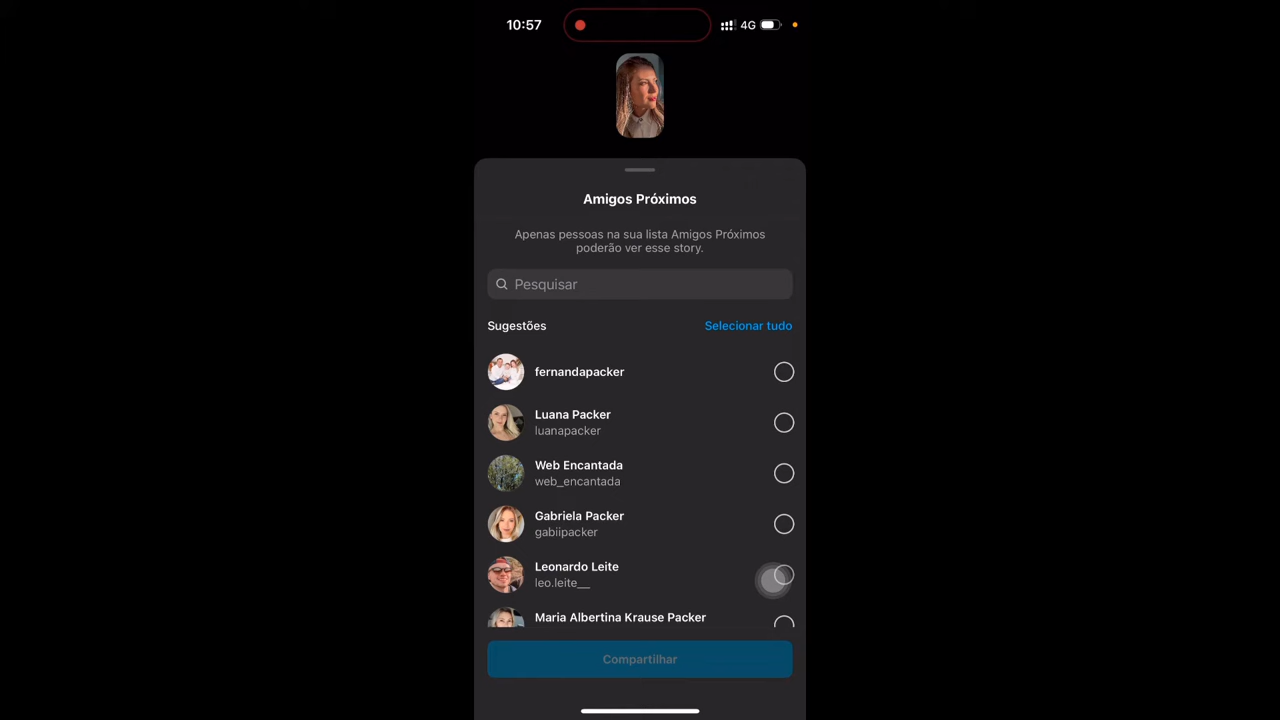 10:57
4G
Amigos Próximos
Apenas pessoas na sua lista Amigos Próximos
poderão ver esse story.
Pesquisar
Sugestões
Selecionar tudo
fernandapacker
Luana Packer
luanapacker
Web Encantada
web_encantada
Gabriela Packer
gabiipacker
Leonardo Leite
leo.leite__
Maria Albertina Krause Packer
Compartilhar